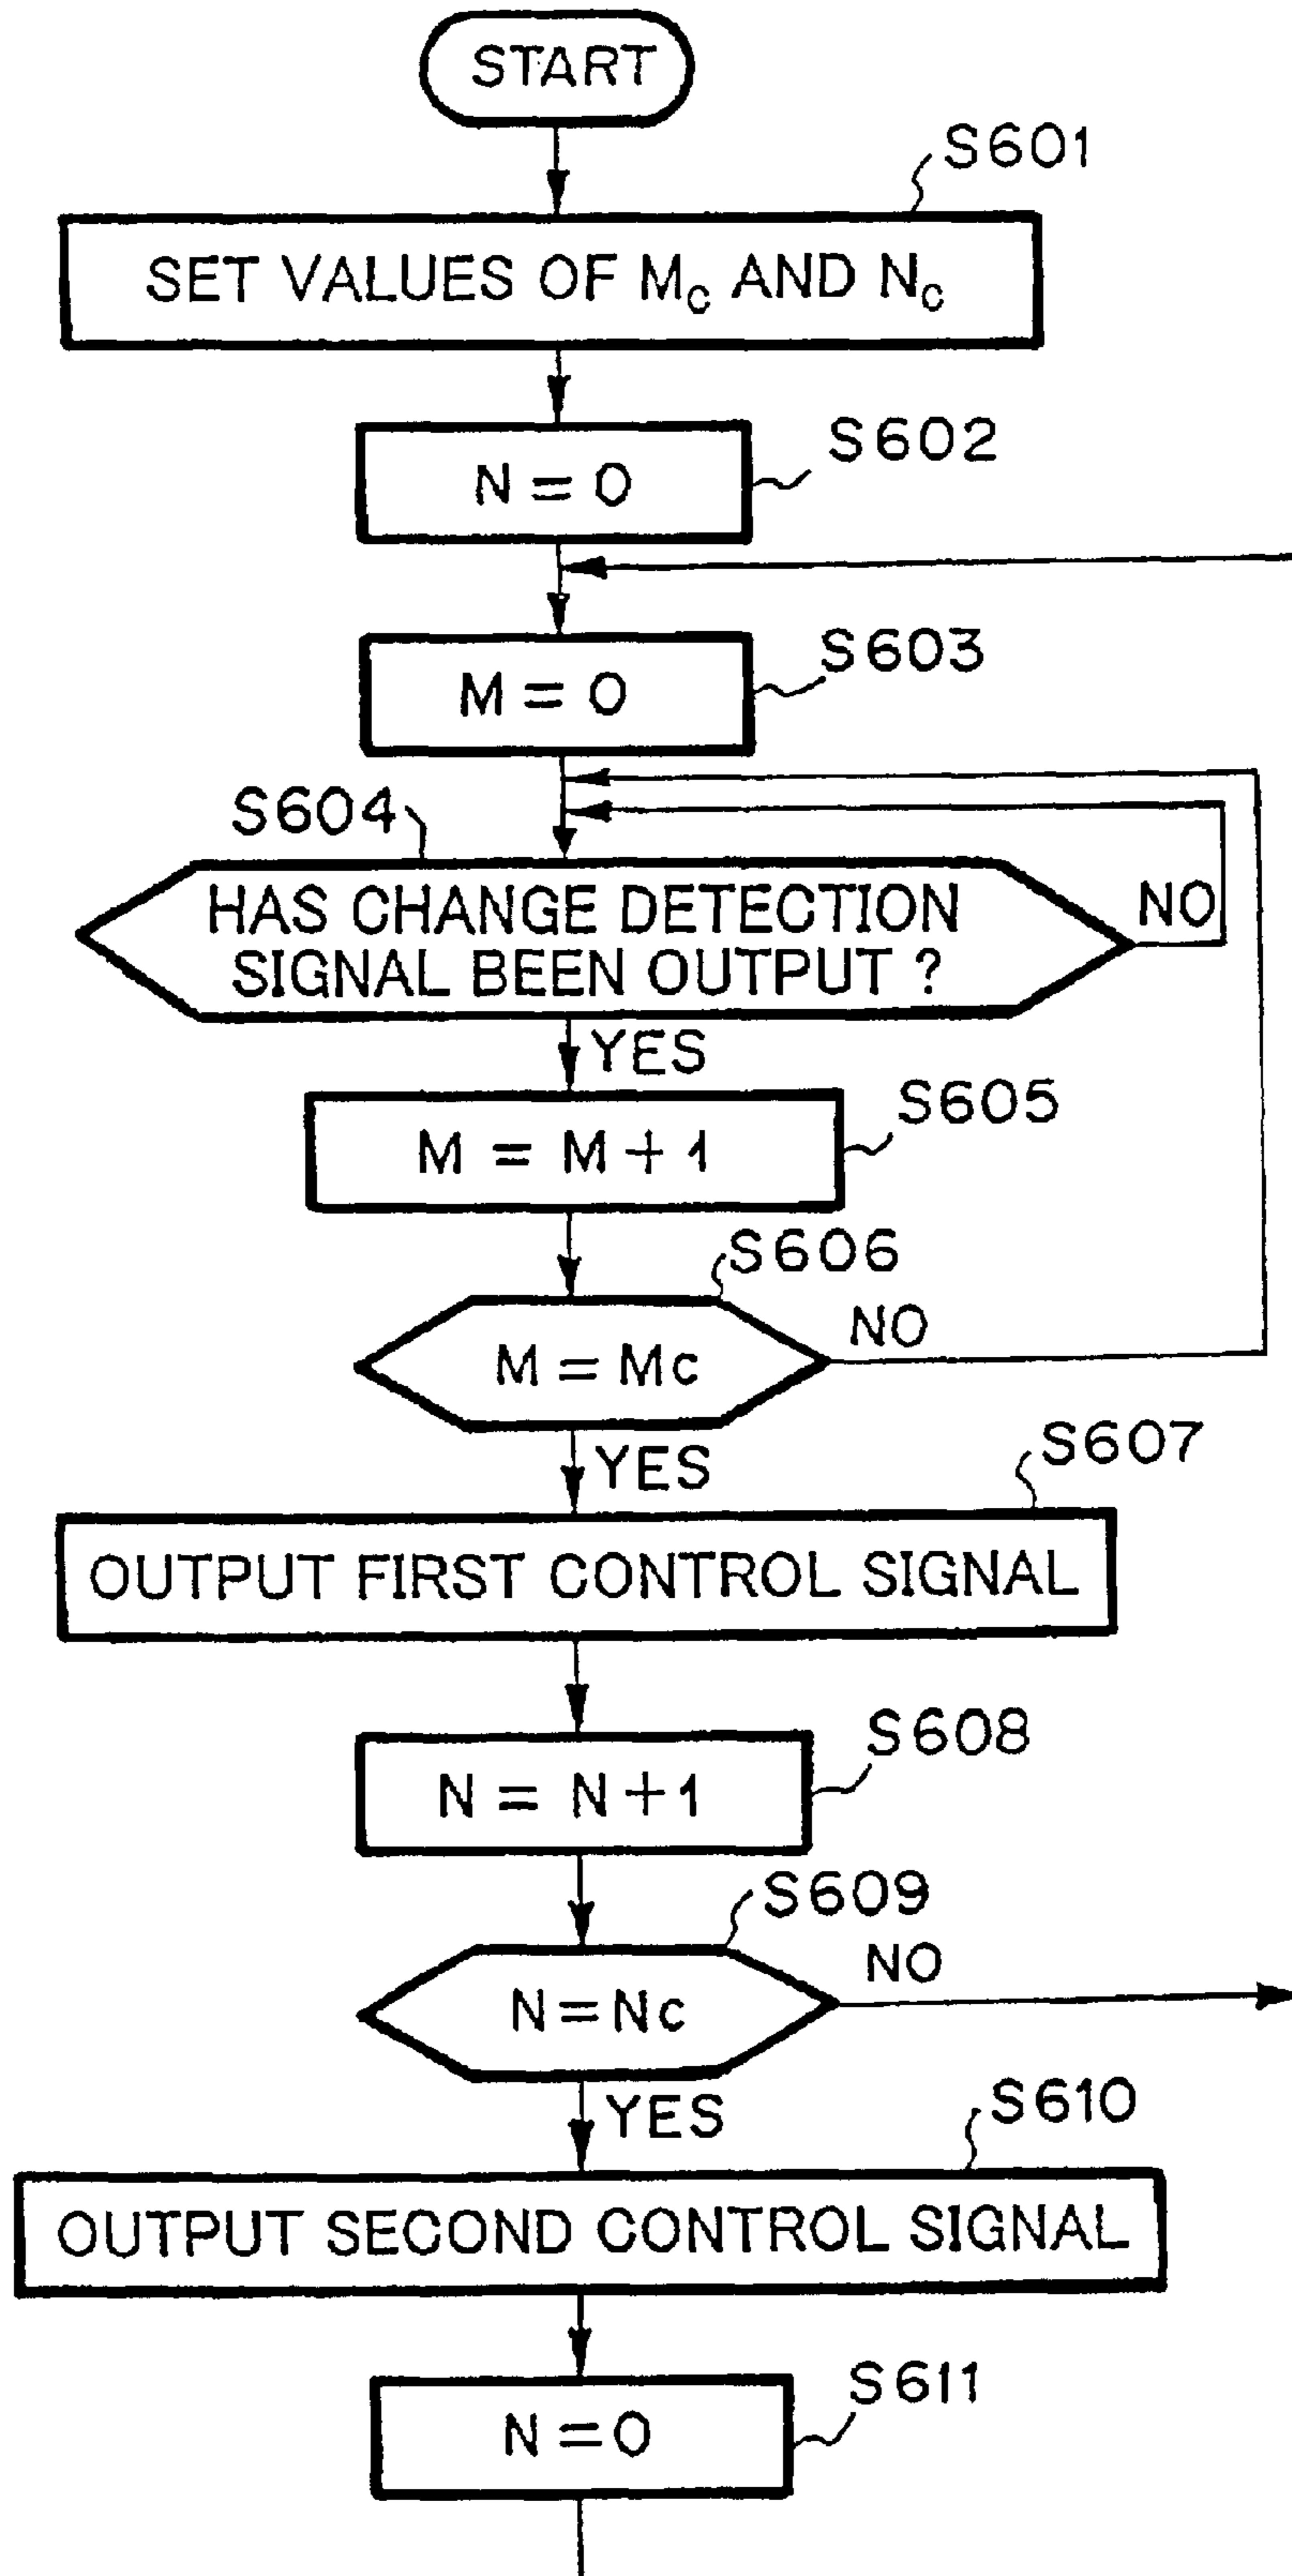 START
S601
SET VALUES OF Mc AND Nc
S602
N = 0
S603
M = 0
S604
HAS CHANGE DETECTION
SIGNAL BEEN OUTPUT ?
NO
YES
S605
M = M + 1
S606
M = Mc
NO
YES
S607
OUTPUT FIRST CONTROL SIGNAL
S608
N = N + 1
S609
N = Nc
NO
YES
S610
OUTPUT SECOND CONTROL SIGNAL
S611
N = 0